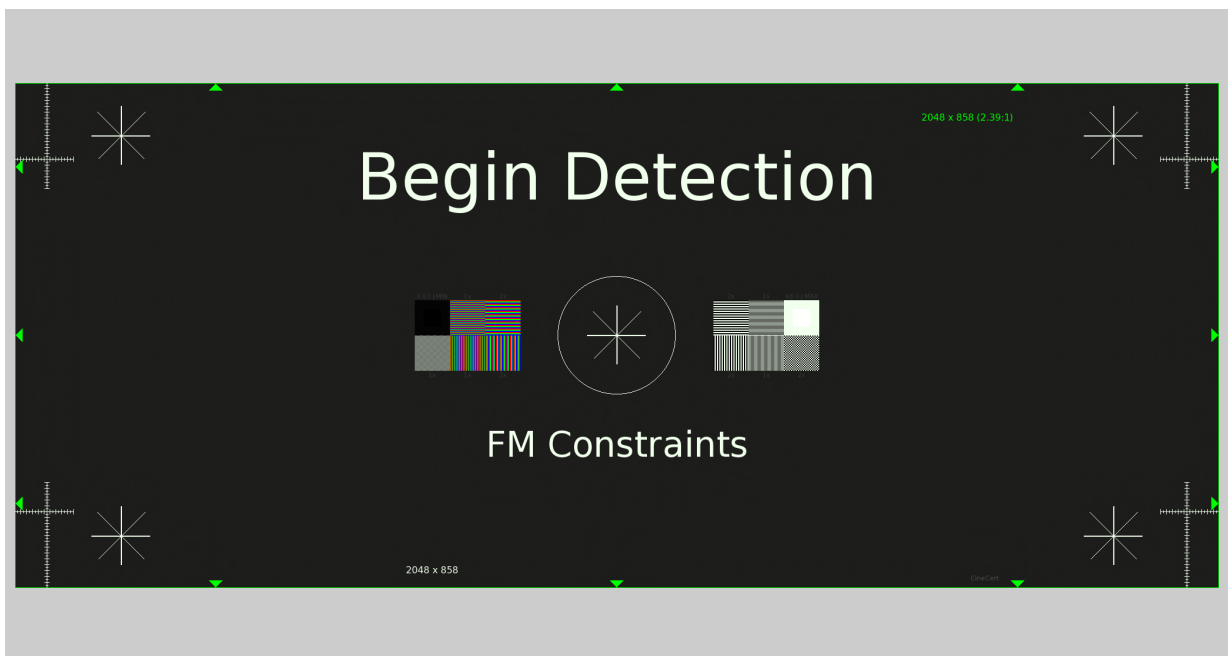 2048 x 858 (2.39:1)
Begin Detection
FM Constraints
2048 x 858
CineCert